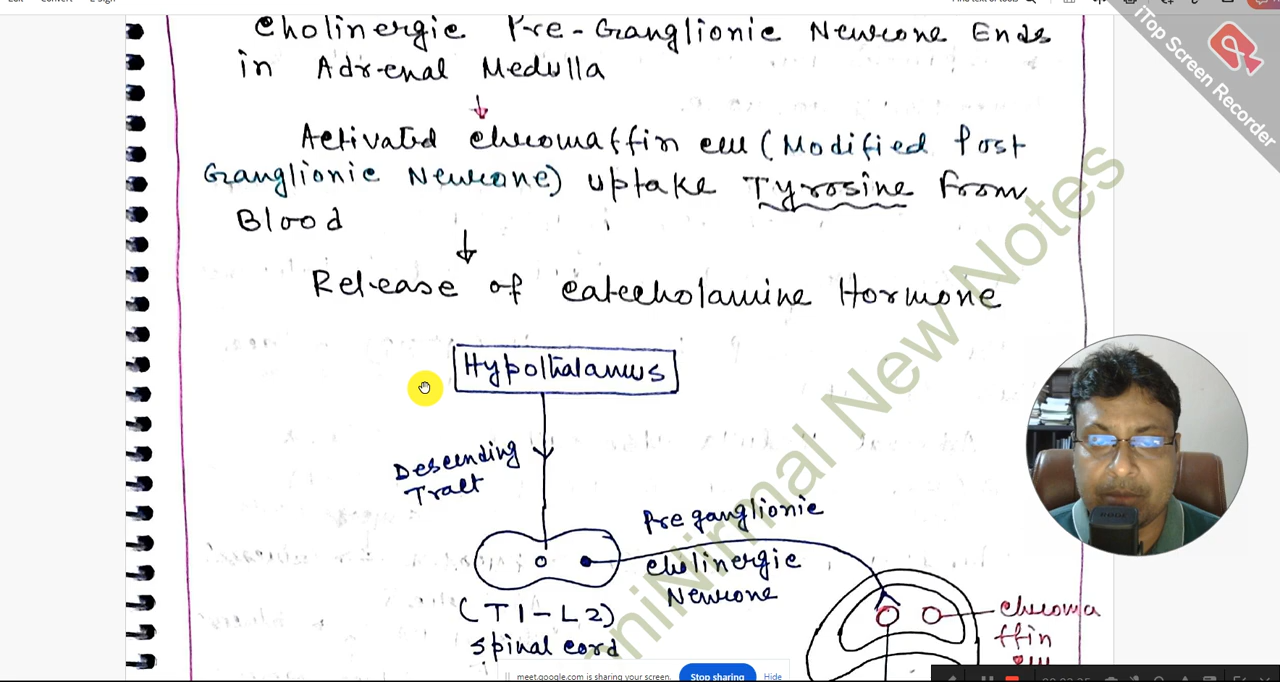 Cholinergic Pre-Ganglionic Neurone Ends
in Adrenal Medulla
Activated chromaffin cell (Modified Post
Ganglionic Neurone) uptake Tyrosine From
Blood
Release of Catecholamine Hormone
Hypothalamus
Descending
Tract
Pre ganglionic
Cholinergic
Neurone
(T1-L2)
Spinal cord
chroma
ffin
cell
Nirmal New Notes
iTop Screen Recorder
meet.google.com is sharing your screen.
Stop sharing
Hide